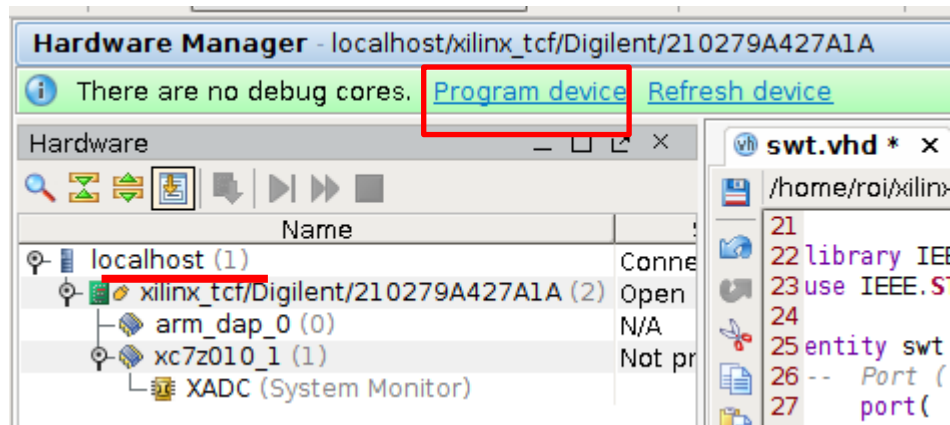 Hardware Manager - localhost/xilinx_tcf/Digilent/210279A427A1A
There are no debug cores. Program device Refresh device
Hardware
Name
localhost (1)
Conne
xilinx_tcf/Digilent/210279A427A1A (2) Open
arm_dap_0 (0) N/A
xc7z010_1 (1) Not pr
XADC (System Monitor)
swt.vhd * ×
/home/roi/xilinx
21
22 library IEE
23 use IEEE.ST
24
25 entity swt
26 -- Port (
27 port(